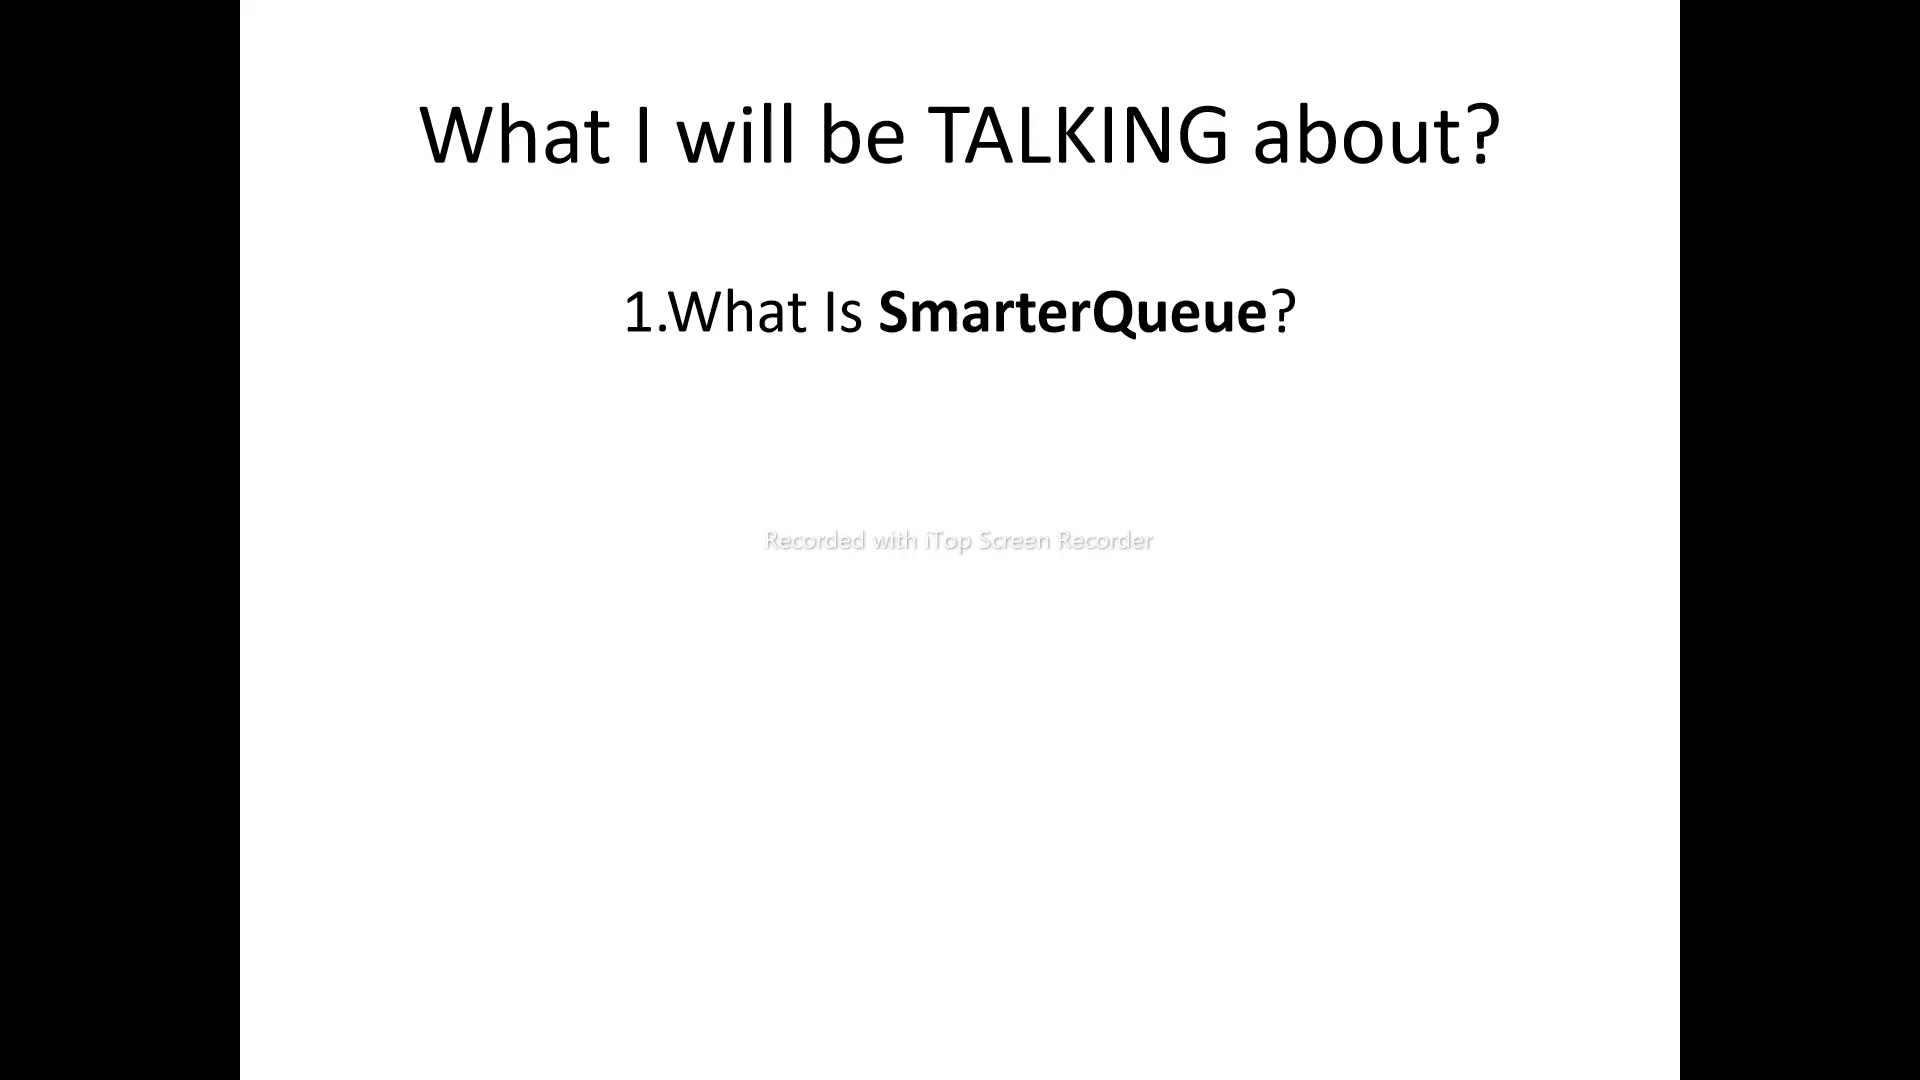 What I will be TALKING about?
1.What Is SmarterQueue?
Recorded with iTop Screen Recorder